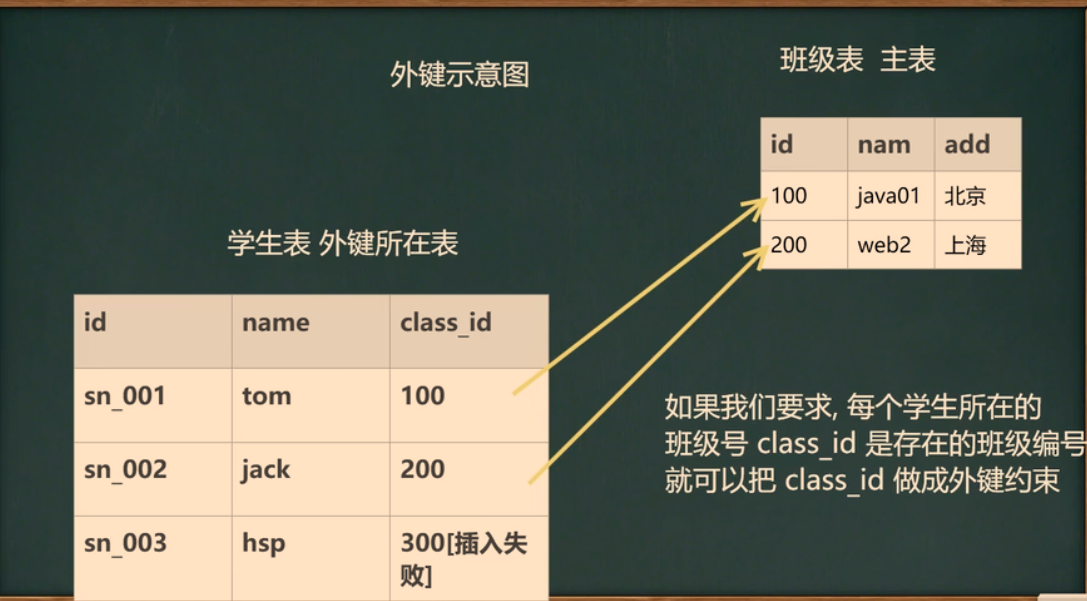 外键示意图
班级表 主表
id nam add
100 java01 北京
200 web2 上海
学生表 外键所在表
id name class_id
sn_001 tom 100
sn_002 jack 200
sn_003 hsp 300[插入失
败]
如果我们要求, 每个学生所在的
班级号 class_id 是存在的班级编号
就可以把 class_id 做成外键约束